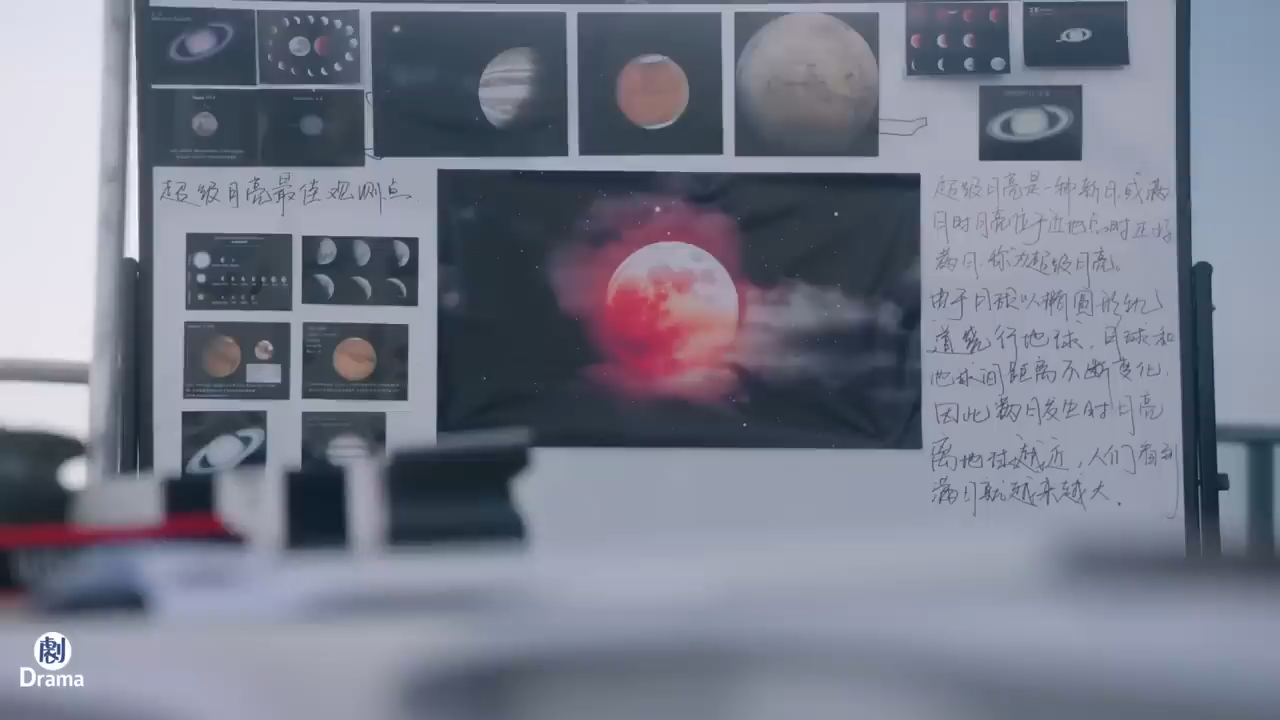 超级月亮最佳观测点
超级月亮是一种新月或满
月时月亮位于近地点时正好
满月,称为超级月亮。
由于月球以椭圆形轨
道绕行地球,月球和
地球间距离不断变化,
因此满月发生时月亮
离地球越近,人们看到
满月就越来越大.
劇
Drama